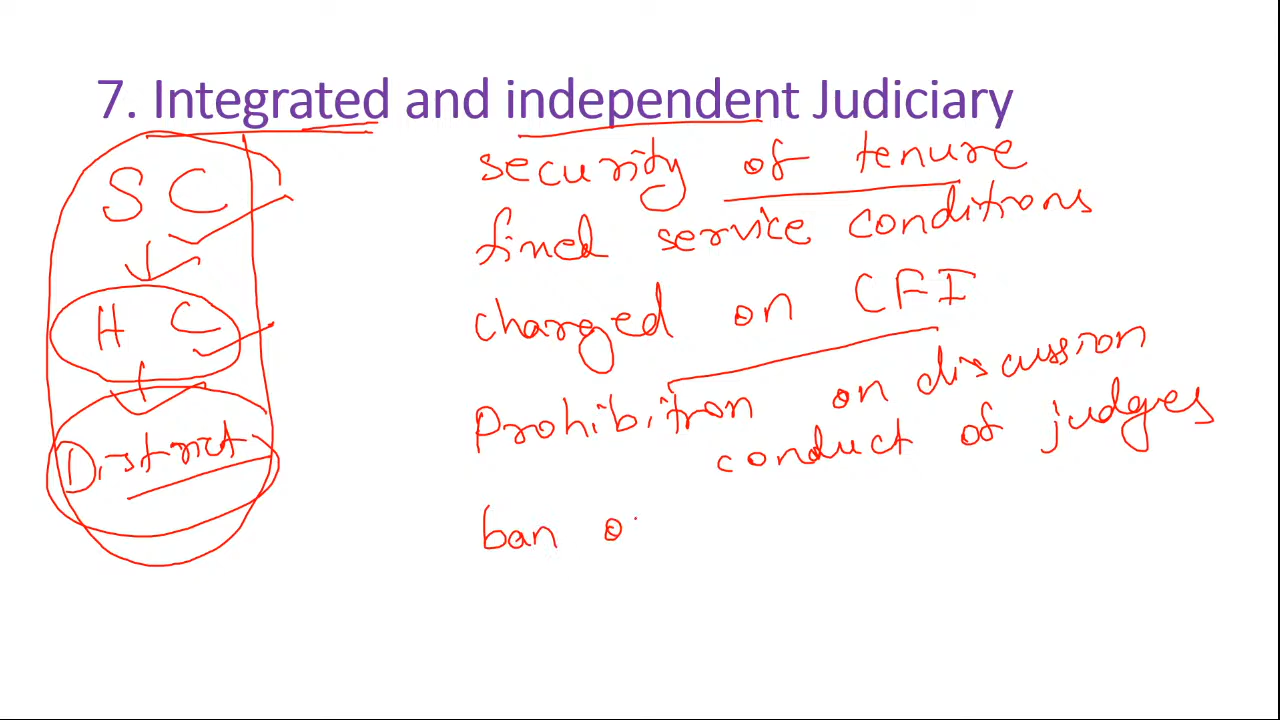 7. Integrated and independent Judiciary
SC
HC
District
security of tenure
fixed service conditions
charged on CFI
Prohibition on discussion
conduct of judges
ban o